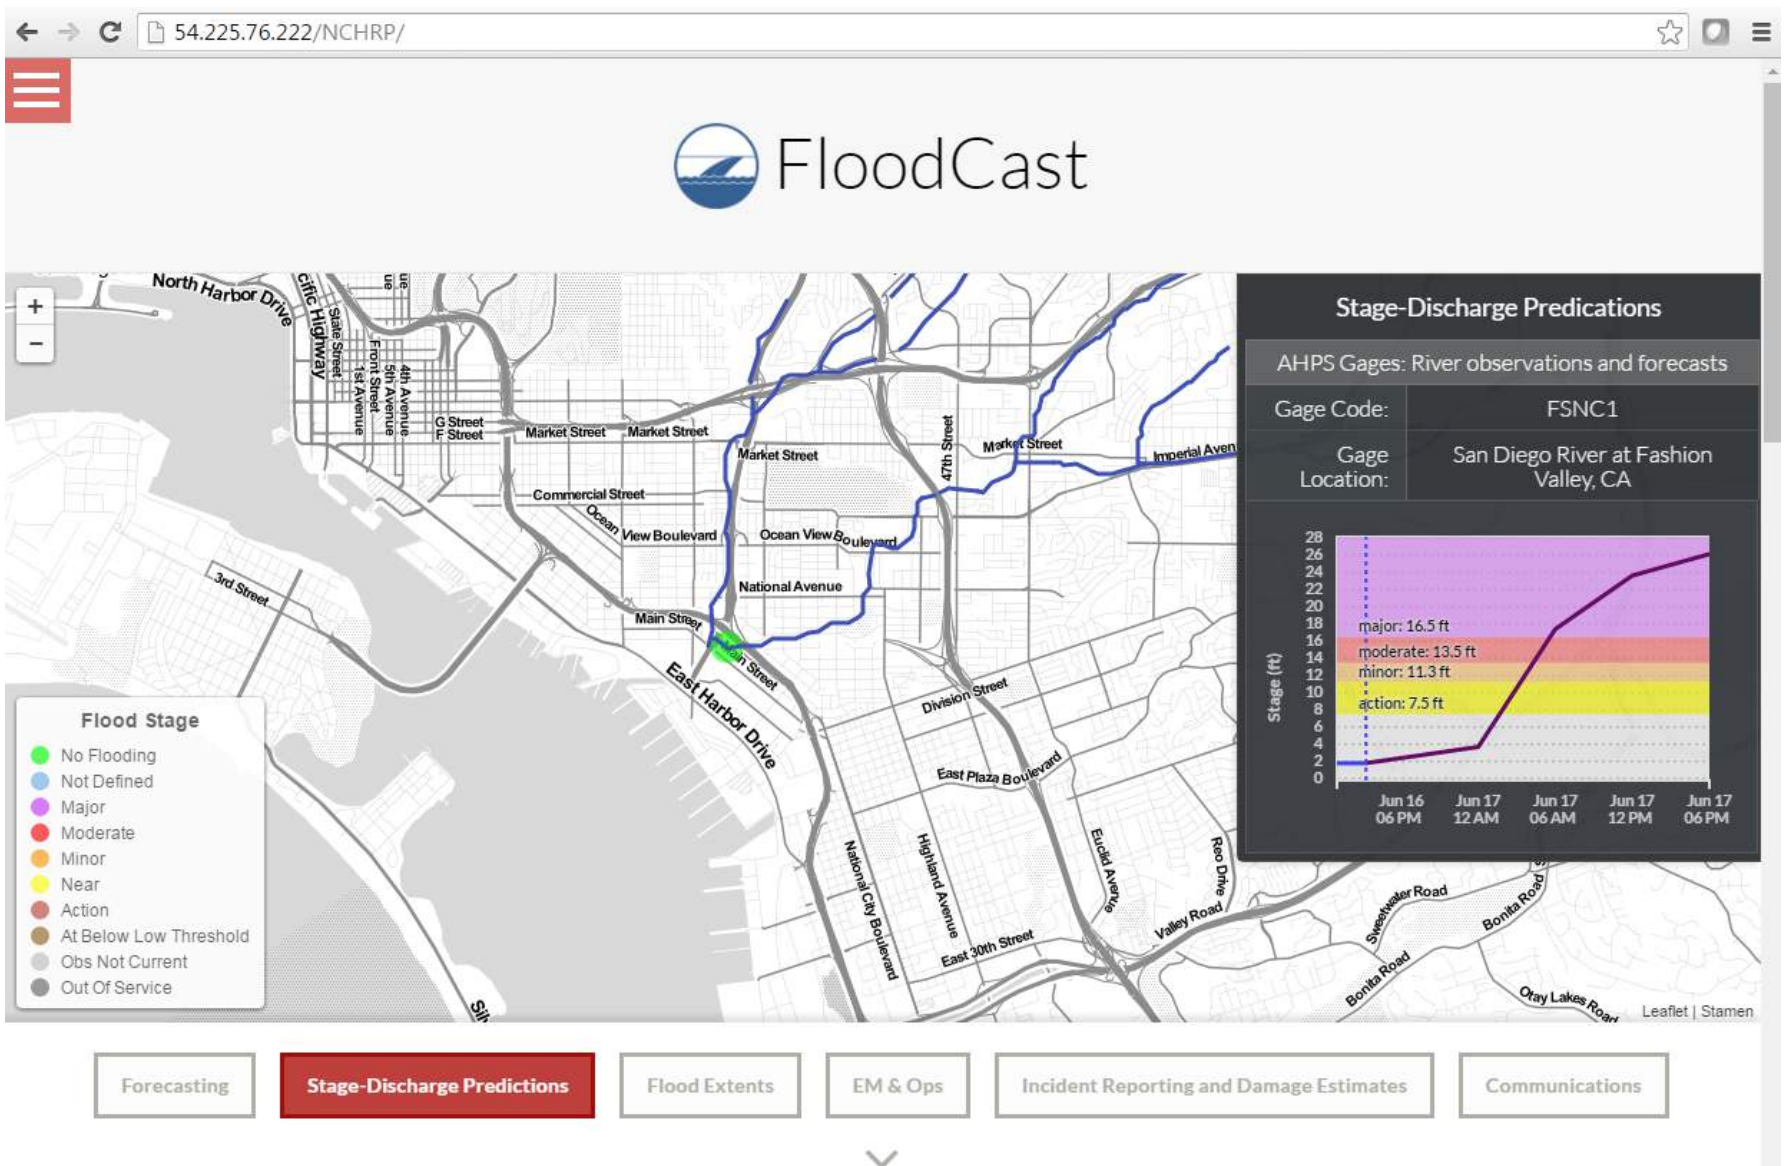 54.225.76.222/NCHRP/
FloodCast
+
−
North Harbor Drive
cific Highway
State Street
Front Street
1st Avenue
ue
ue
4th Avenue
5th Avenue
G Street
F Street
Market Street
Market Street
Market Street
47th Street
Market Street
Imperial Aven
Commercial Street
Ocean View Boulevard
Ocean View Boulevard
National Avenue
3rd Street
Main Street
Main Street
East Harbor Drive
Division Street
East Plaza Boulevard
National City Boulevard
Highland Avenue
Euclid Avenue
Reo Drive
Valley Road
East 30th Street
Sweetwater Road
Bonita Road
Bonita Road
Otay Lakes Road
Leaflet | Stamen
Flood Stage
No Flooding
Not Defined
Major
Moderate
Minor
Near
Action
At Below Low Threshold
Obs Not Current
Out Of Service
Stage-Discharge Predications
AHPS Gages: River observations and forecasts
Gage Code:
FSNC1
Gage
Location:
San Diego River at Fashion
Valley, CA
28
26
24
22
20
18
16
14
12
10
8
6
4
2
0
Stage (ft)
major: 16.5 ft
moderate: 13.5 ft
minor: 11.3 ft
action: 7.5 ft
Jun 16
06 PM
Jun 17
12 AM
Jun 17
06 AM
Jun 17
12 PM
Jun 17
06 PM
Forecasting
Stage-Discharge Predictions
Flood Extents
EM & Ops
Incident Reporting and Damage Estimates
Communications